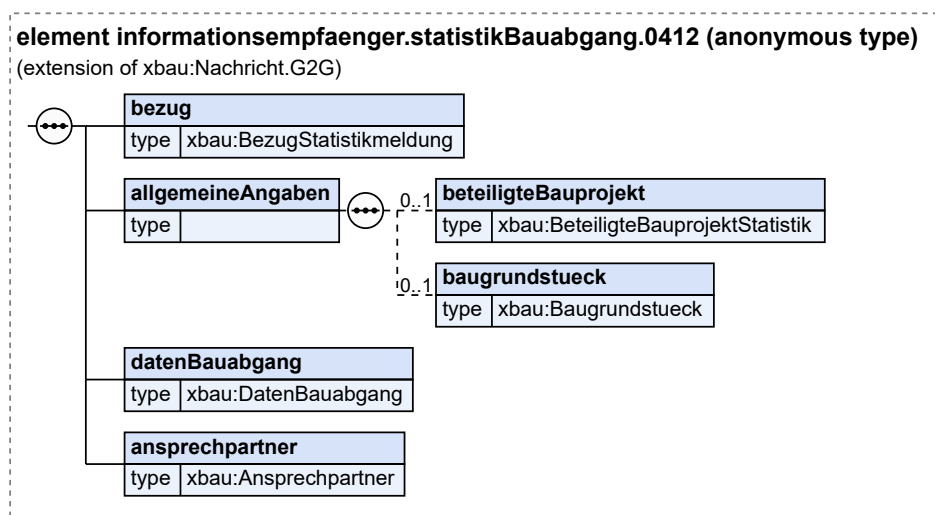 element informationsempfaenger.statistikBauabgang.0412 (anonymous type)
(extension of xbau:Nachricht.G2G)
bezug
type xbau:BezugStatistikmeldung
allgemeineAngaben
type
0..1
beteiligteBauprojekt
type xbau:BeteiligteBauprojektStatistik
0..1
baugrundstueck
type xbau:Baugrundstueck
datenBauabgang
type xbau:DatenBauabgang
ansprechpartner
type xbau:Ansprechpartner